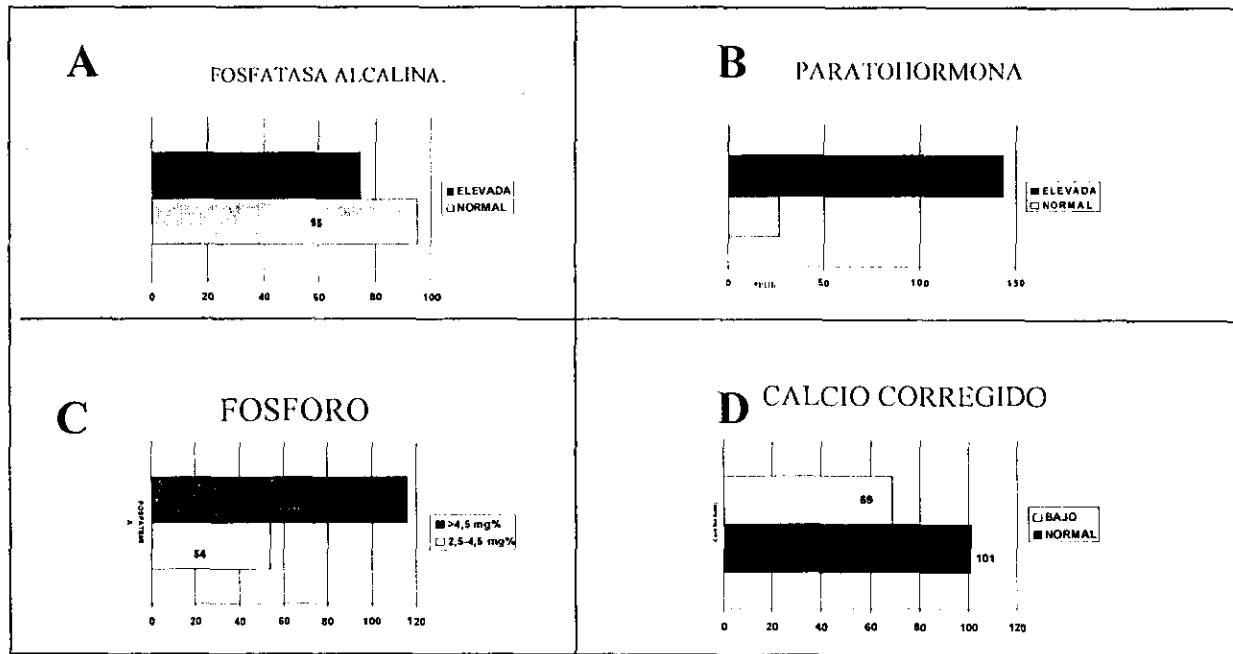 A
FOSFATASA ALCALINA.
ELEVADA
NORMAL
0 20 40 60 80 100
B
PARATOHORMONA
ELEVADA
NORMAL
0 50 100 150
C
FOSFORO
54
>4,5 mg%
2,5-4,5 mg%
0 20 40 60 80 100 120
D
CALCIO CORREGIDO
69
101
BAJO
NORMAL
0 20 40 60 80 100 120